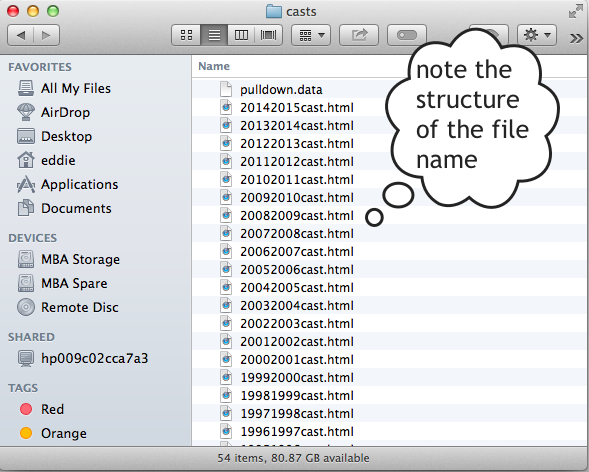 casts
FAVORITES
All My Files
AirDrop
Desktop
eddie
Applications
Documents
DEVICES
MBA Storage
MBA Spare
Remote Disc
SHARED
hp009c02cca7a3
TAGS
Red
Orange
Name
pulldown.data
20142015cast.html
20132014cast.html
20122013cast.html
20112012cast.html
20102011cast.html
20092010cast.html
20082009cast.html
20072008cast.html
20062007cast.html
20052006cast.html
20042005cast.html
20032004cast.html
20022003cast.html
20012002cast.html
20002001cast.html
19992000cast.html
19981999cast.html
19971998cast.html
19961997cast.html
note the
structure
of the file
name
54 items, 80.87 GB available